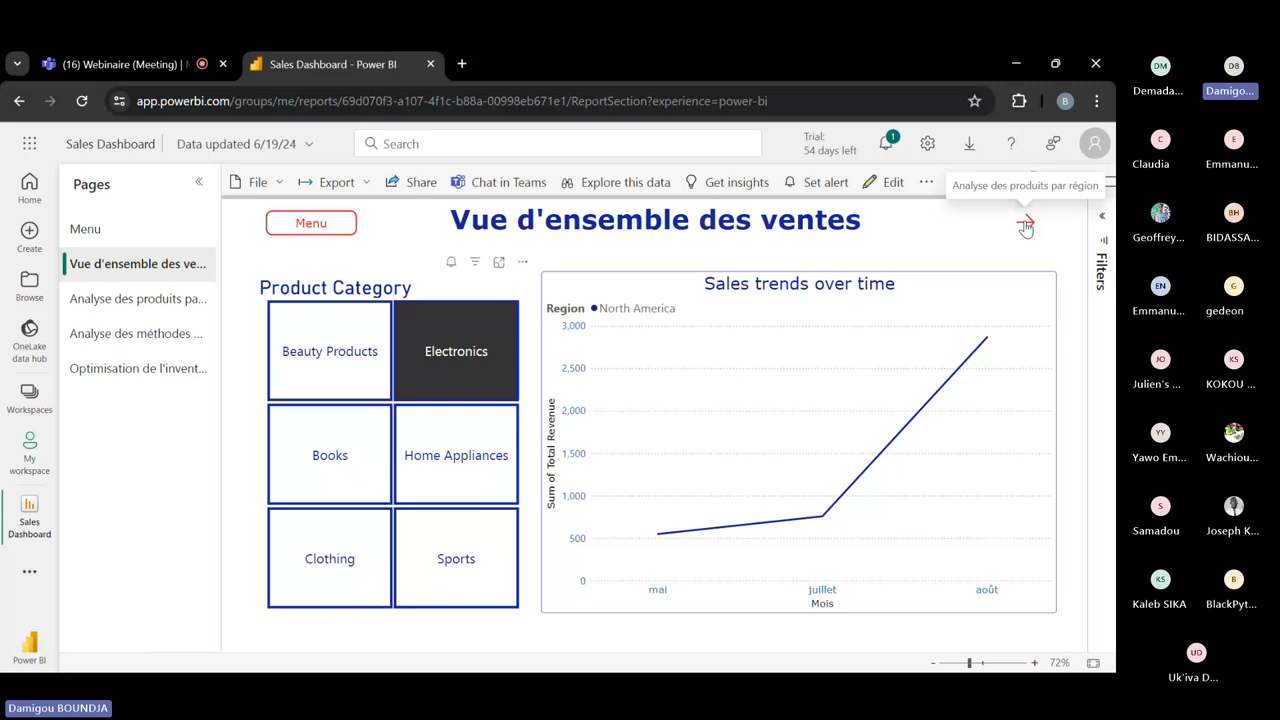 (16) Webinaire (Meeting) |
Sales Dashboard - Power BI
app.powerbi.com/groups/me/reports/69d070f3-a107-4f1c-b88a-00998eb671e1/ReportSection?experience=power-bi
B
Sales Dashboard
Data updated 6/19/24
Search
Trial:
54 days left
1
Home
Create
Browse
OneLake
data hub
Workspaces
My
workspace
Sales
Dashboard
Power BI
Pages
Menu
Vue d'ensemble des ve...
Analyse des produits pa...
Analyse des méthodes ...
Optimisation de l'invent...
File
Export
Share
Chat in Teams
Explore this data
Get insights
Set alert
Edit
Analyse des produits par région
Menu
Vue d'ensemble des ventes
Filters
Product Category
Beauty Products
Electronics
Books
Home Appliances
Clothing
Sports
Sales trends over time
Region North America
Sum of Total Revenue
3,000
2,500
2,000
1,500
1,000
500
0
mai
juillet
août
Mois
72%
DM
Demada...
DB
Damigo...
C
Claudia
E
Emmanu...
Geoffrey...
BH
BIDASSA...
EN
Emmanu...
G
gedeon
JO
Julien's ...
KS
KOKOU ...
YY
Yawo Em...
Wachiou...
S
Samadou
Joseph K...
KS
Kaleb SIKA
B
BlackPyt...
UD
Uk'iva D...
Damigou BOUNDJA